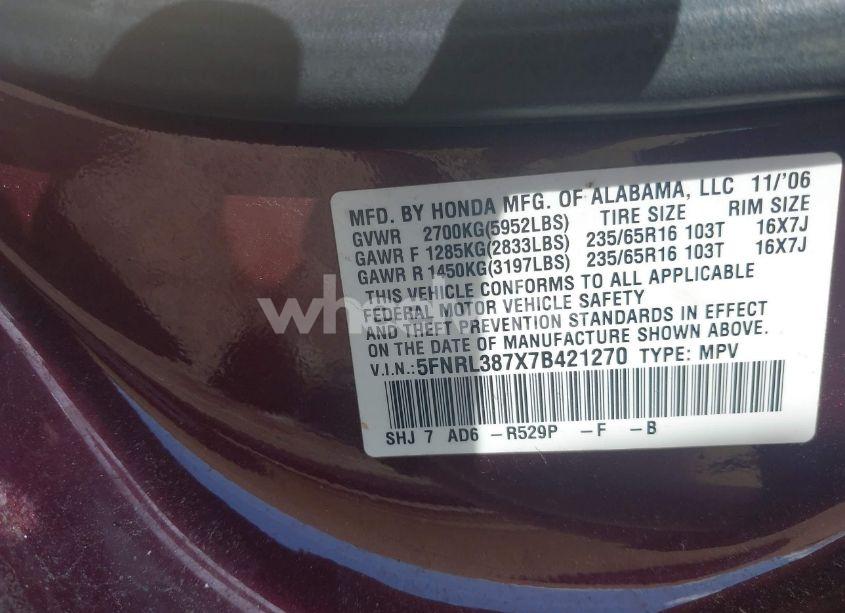 MFD. BY HONDA MFG. OF ALABAMA, LLC 11/'06
GVWR 2700KG(5952LBS) TIRE SIZE RIM SIZE
GAWR F 1285KG(2833LBS) 235/65R16 103T 16X7J
GAWR R 1450KG(3197LBS) 235/65R16 103T 16X7J
THIS VEHICLE CONFORMS TO ALL APPLICABLE
FEDERAL MOTOR VEHICLE SAFETY
AND THEFT PREVENTION STANDARDS IN EFFECT
ON THE DATE OF MANUFACTURE SHOWN ABOVE.
V.I.N.:5FNRL387X7B421270 TYPE: MPV
SHJ 7 AD6 -R529P -F -B